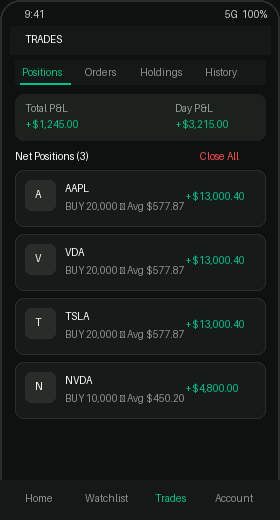 9:41 5G 100%
TRADES
Positions Orders Holdings History
Total P&L Day P&L
+$1,245.00 +$3,215.00
Net Positions (3) Close All
A AAPL +$13,000.40
BUY 20,000 Avg $577.87
V VDA +$13,000.40
BUY 20,000 Avg $577.87
T TSLA +$13,000.40
BUY 20,000 Avg $577.87
N NVDA +$4,800.00
BUY 10,000 Avg $450.20
Home Watchlist Trades Account